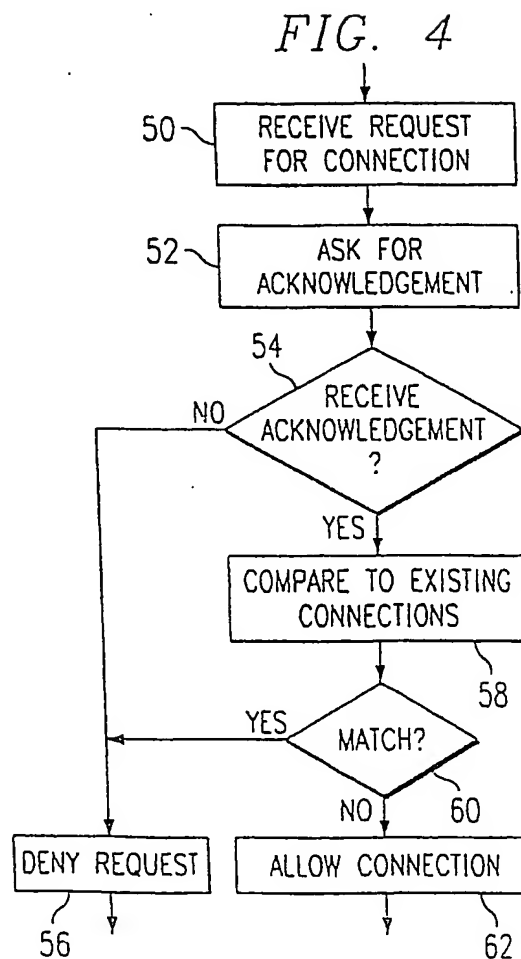 FIG. 4
50
RECEIVE REQUEST
FOR CONNECTION
52
ASK FOR
ACKNOWLEDGEMENT
54
RECEIVE
ACKNOWLEDGEMENT
?
NO
YES
COMPARE TO EXISTING
CONNECTIONS
58
YES
MATCH?
60
NO
DENY REQUEST
ALLOW CONNECTION
56
62